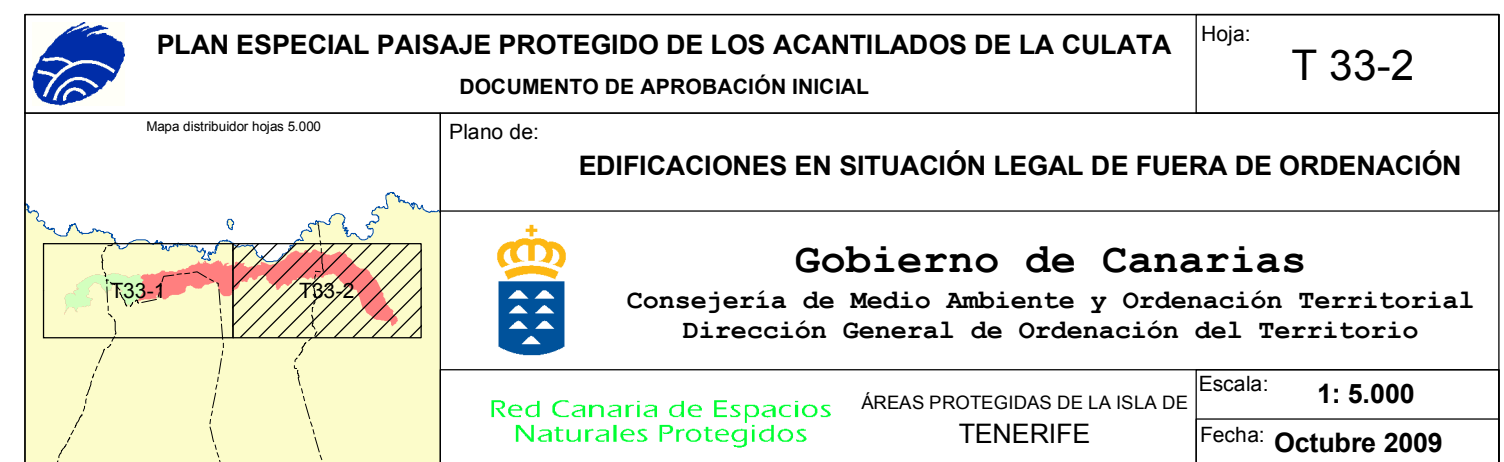 PLAN ESPECIAL PAISAJE PROTEGIDO DE LOS ACANTILADOS DE LA CULATA
DOCUMENTO DE APROBACIÓN INICIAL
Hoja:
T 33-2
Mapa distribuidor hojas 5.000
T33-1
T33-2
Plano de:
EDIFICACIONES EN SITUACIÓN LEGAL DE FUERA DE ORDENACIÓN
Gobierno de Canarias
Consejería de Medio Ambiente y Ordenación Territorial
Dirección General de Ordenación del Territorio
Red Canaria de Espacios
Naturales Protegidos
ÁREAS PROTEGIDAS DE LA ISLA DE
TENERIFE
Escala:
1: 5.000
Fecha:
Octubre 2009